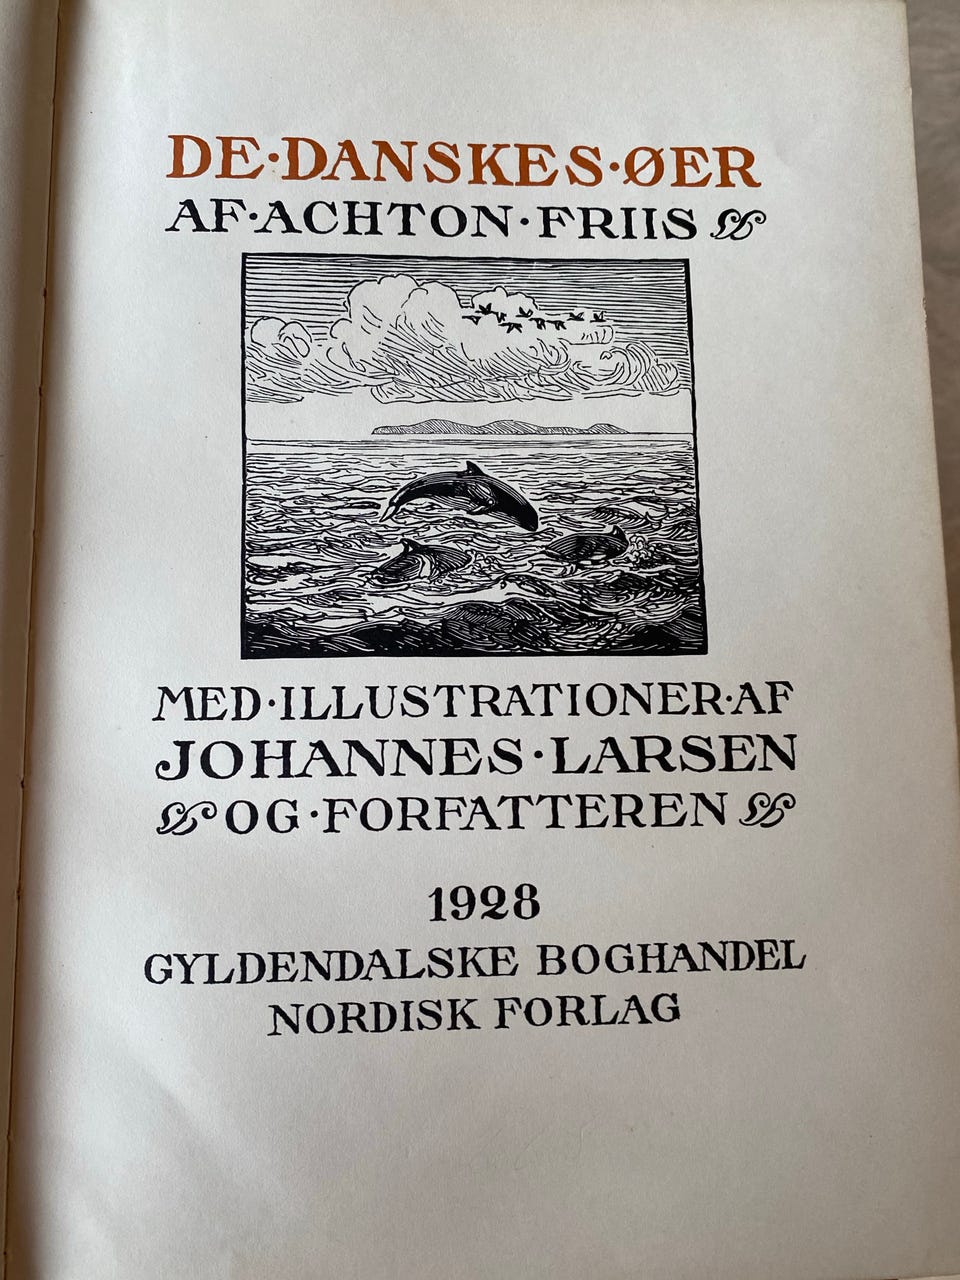 DE·DANSKES·ØER
AF·ACHTON·FRIIS
MED·ILLUSTRATIONER·AF
JOHANNES·LARSEN
OG·FORFATTEREN
1928
GYLDENDALSKE BOGHANDEL
NORDISK FORLAG